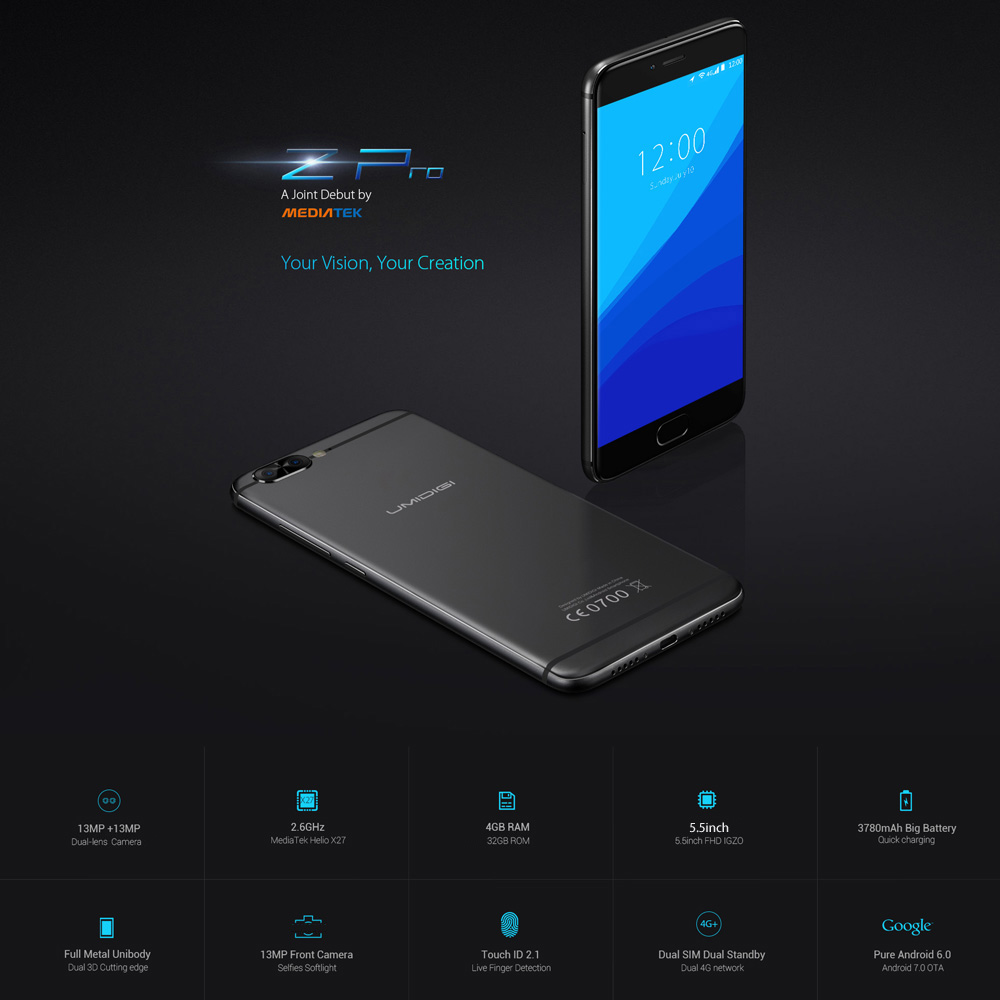 12:00
12:00
Sunday July 10
Z Pro
A Joint Debut by
MEDIATEK
Your Vision, Your Creation
UMIDIGI
CE0700
X27
13MP +13MP
Dual-lens Camera
2.6GHz
MediaTek Helio X27
4GB RAM
32GB ROM
5.5inch
5.5inch FHD IGZO
3780mAh Big Battery
Quick charging
Full Metal Unibody
Dual 3D Cutting edge
13MP Front Camera
Selfies Softlight
Touch ID 2.1
Live Finger Detection
4G+
Dual SIM Dual Standby
Dual 4G network
Google
Pure Android 6.0
Android 7.0 OTA